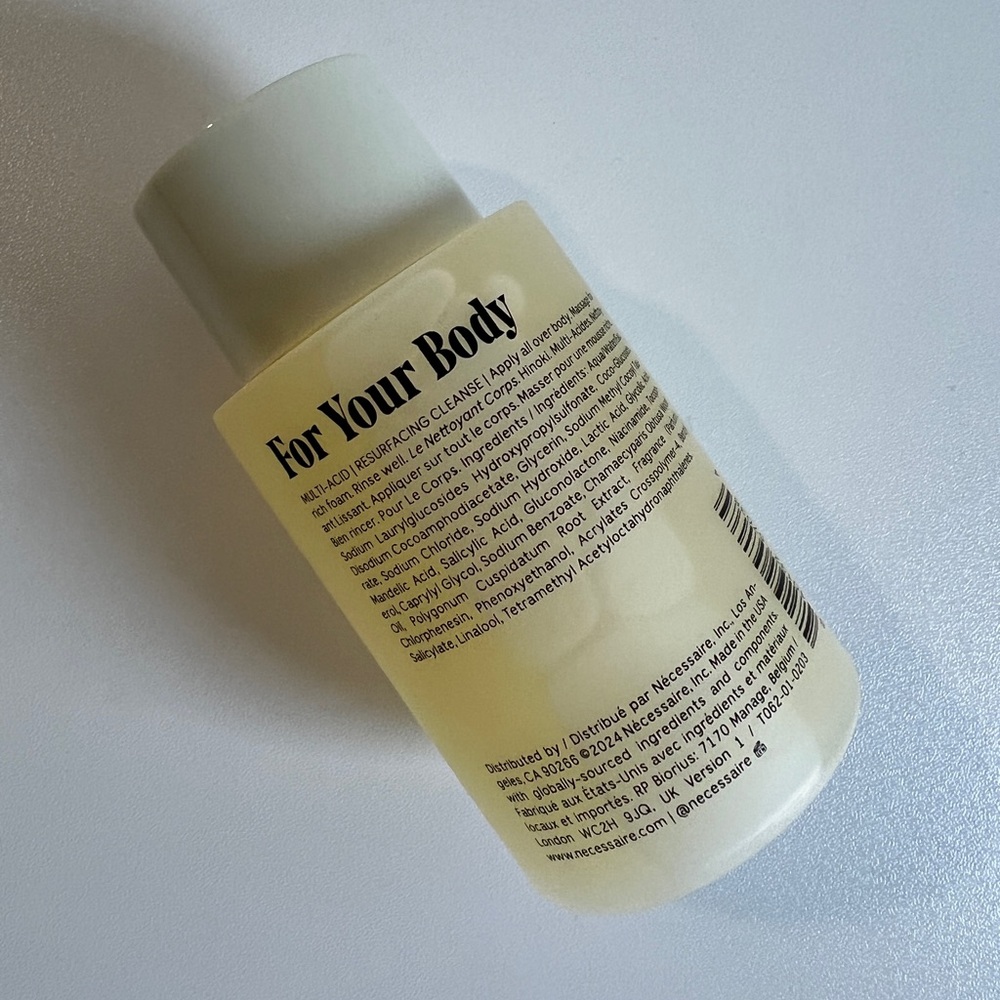 For Your Body
MULTI-ACID | RESURFACING CLEANSE | Apply all over body. Massage to
rich foam. Rinse well. Le Nettoyant Corps. Hinoki. Multi-Acides.
ant Lissant. Appliquer sur tout le corps. Masser pour une mousse
Bien rincer. Pour Le Corps. Ingredients / Ingrédients:
Sodium Laurylglucosides Hydroxypropylsulfonate,
Disodium Cocoamphodiacetate, Glycerin, Sodium Methyl Cocoyl
rate, Sodium Chloride, Sodium Hydroxide, Lactic Acid, Glycolic
Mandelic Acid, Salicylic Acid, Gluconolactone, Niacinamide,
erol, Caprylyl Glycol, Sodium Benzoate, Chamaecyparis Obtusa
Oil, Polygonum Cuspidatum Root Extract, Fragrance
Chlorphenesin, Phenoxyethanol, Acrylates Crosspolymer-4,
Salicylate, Linalool, Tetramethyl Acetyloctahydronaphthalenes
Distributed by / Distribué par Nécessaire, Inc., Los An-
geles, CA 90266 ©2024 Nécessaire, Inc. Made in the USA
with globally-sourced ingredients and components.
Fabriqué aux États-Unis avec ingrédients et matériaux
locaux et importés. RP Biorius: 7170 Manage, Belgium |
London WC2H 9JQ, UK Version 1 / T062-01-0203
www.necessaire.com | @necessaire